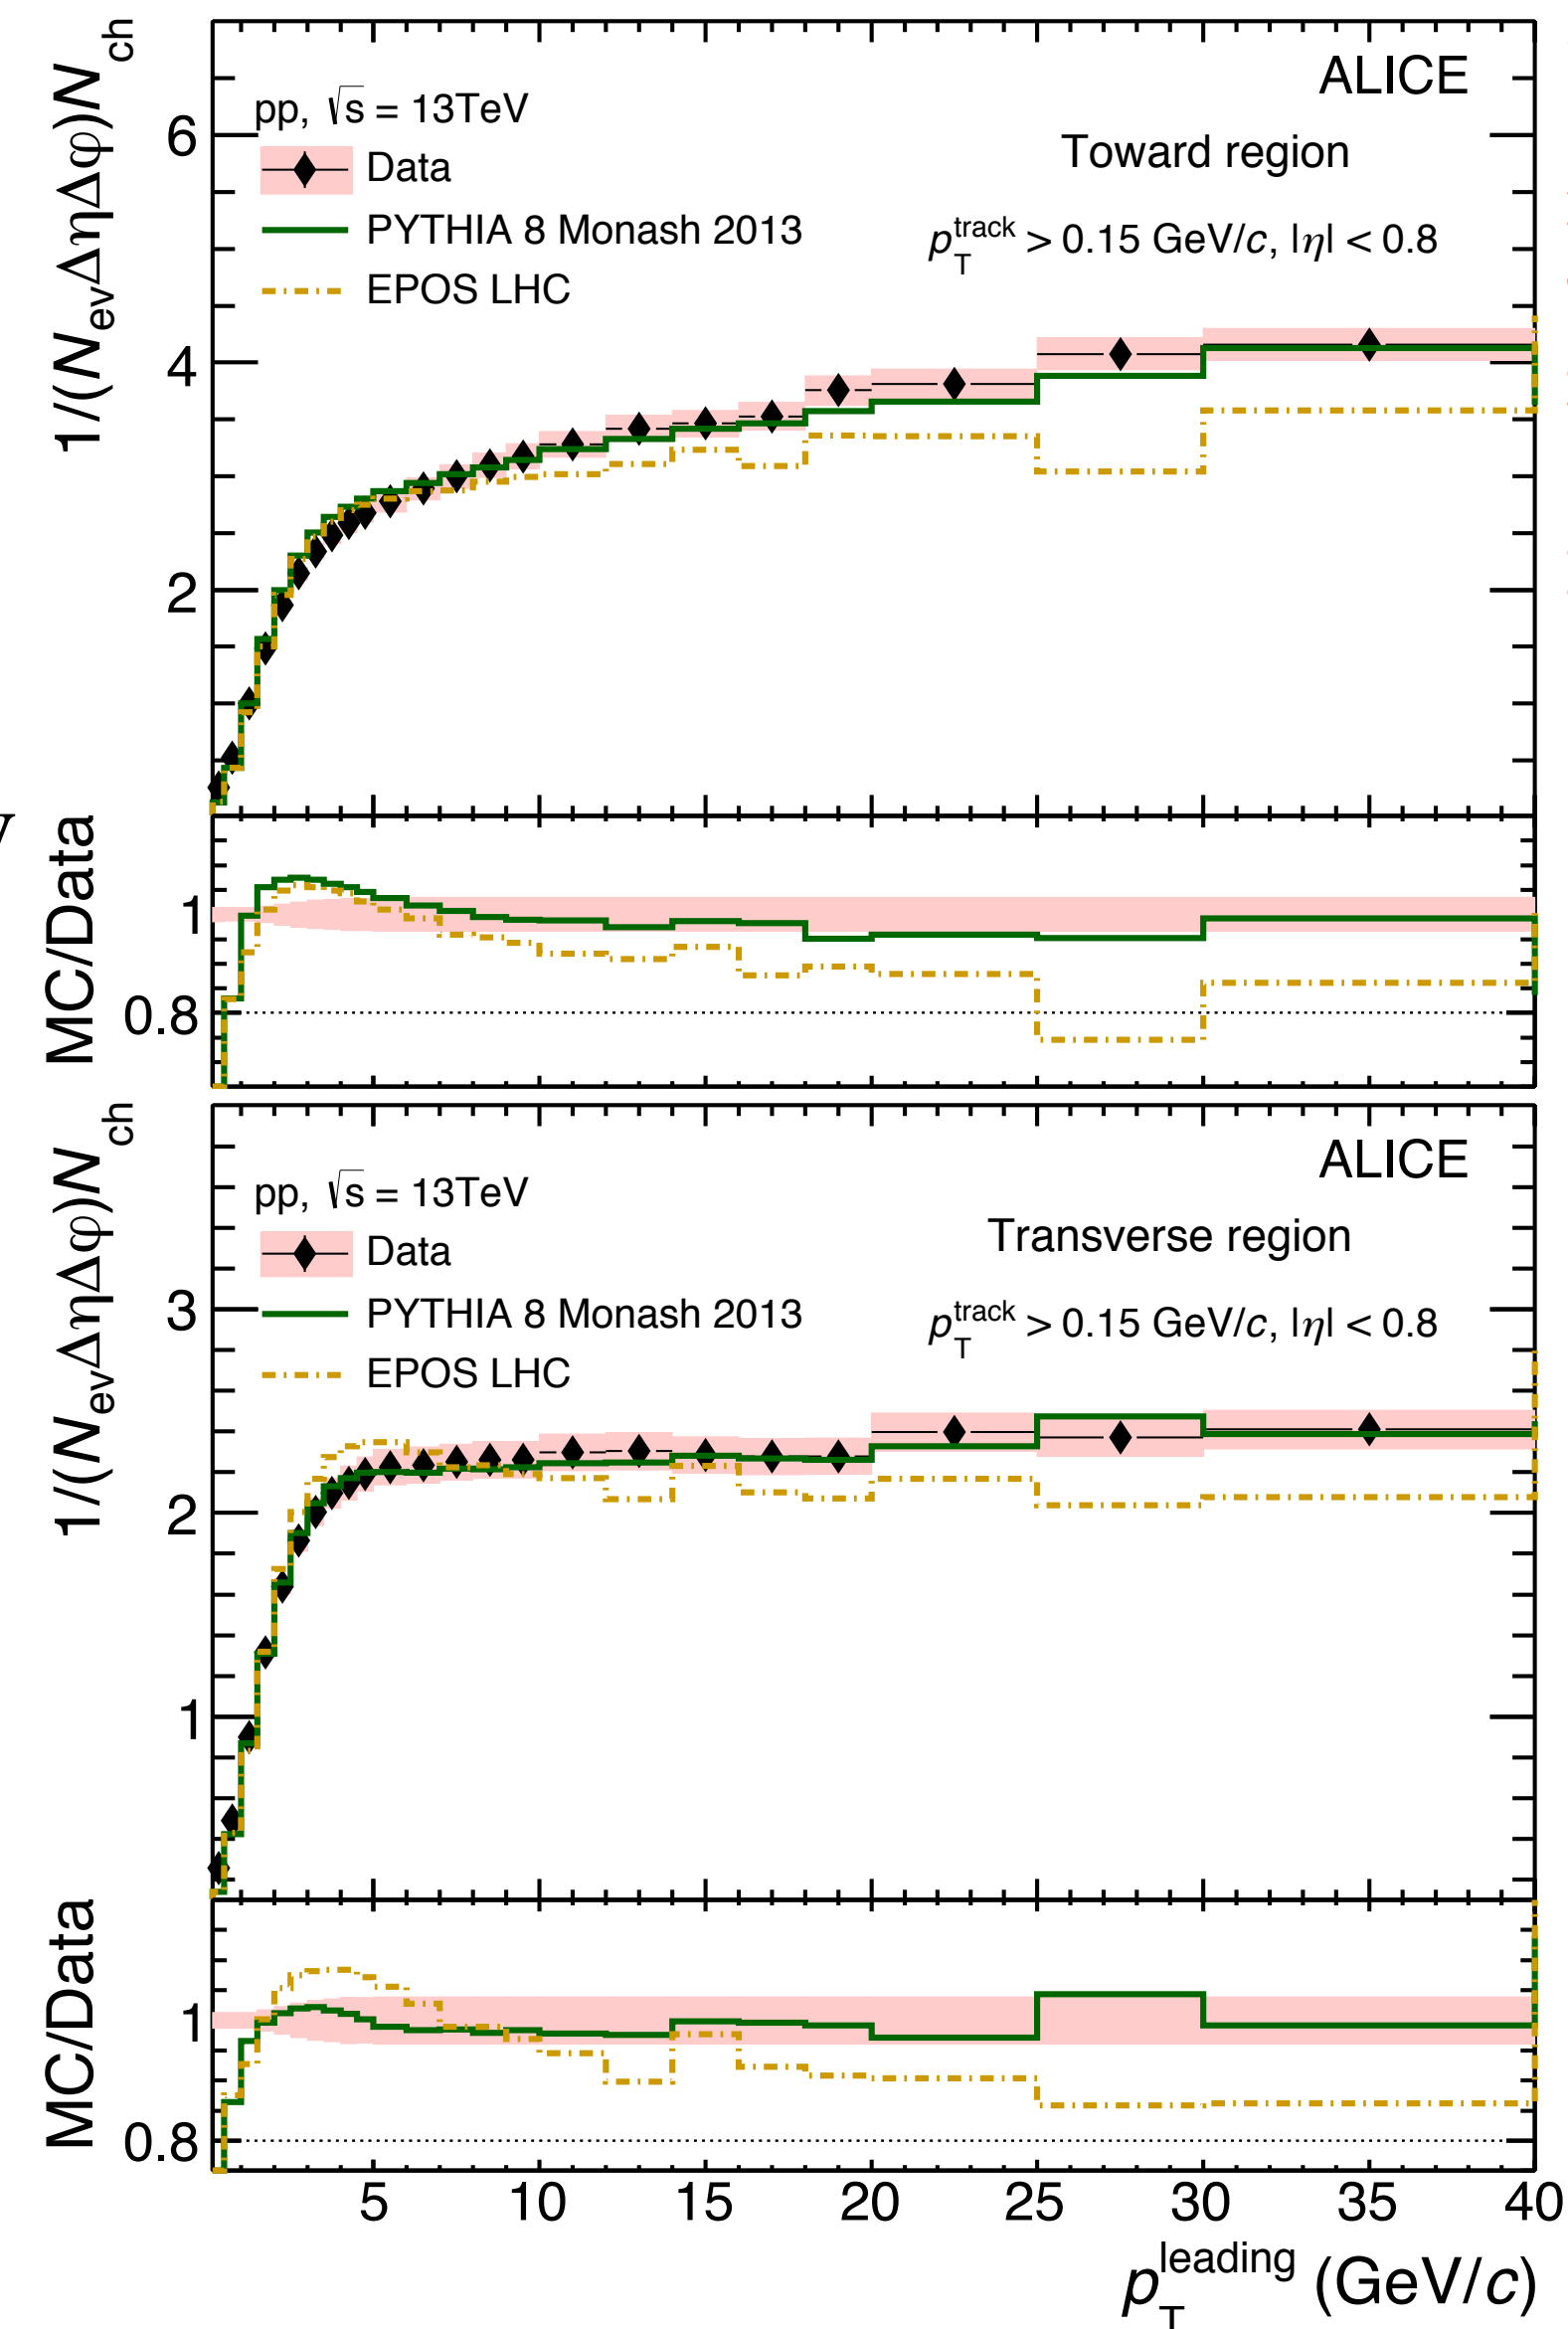 1/(N_ev ΔηΔφ)N_ch
ALICE
pp, √s = 13TeV
Data
PYTHIA 8 Monash 2013
EPOS LHC
Toward region
p_T^track > 0.15 GeV/c, |η| < 0.8
6
4
2
MC/Data
1
0.8
1/(N_ev ΔηΔφ)N_ch
ALICE
pp, √s = 13TeV
Data
PYTHIA 8 Monash 2013
EPOS LHC
Transverse region
p_T^track > 0.15 GeV/c, |η| < 0.8
3
2
1
MC/Data
1
0.8
5 10 15 20 25 30 35 40
p_T^leading (GeV/c)